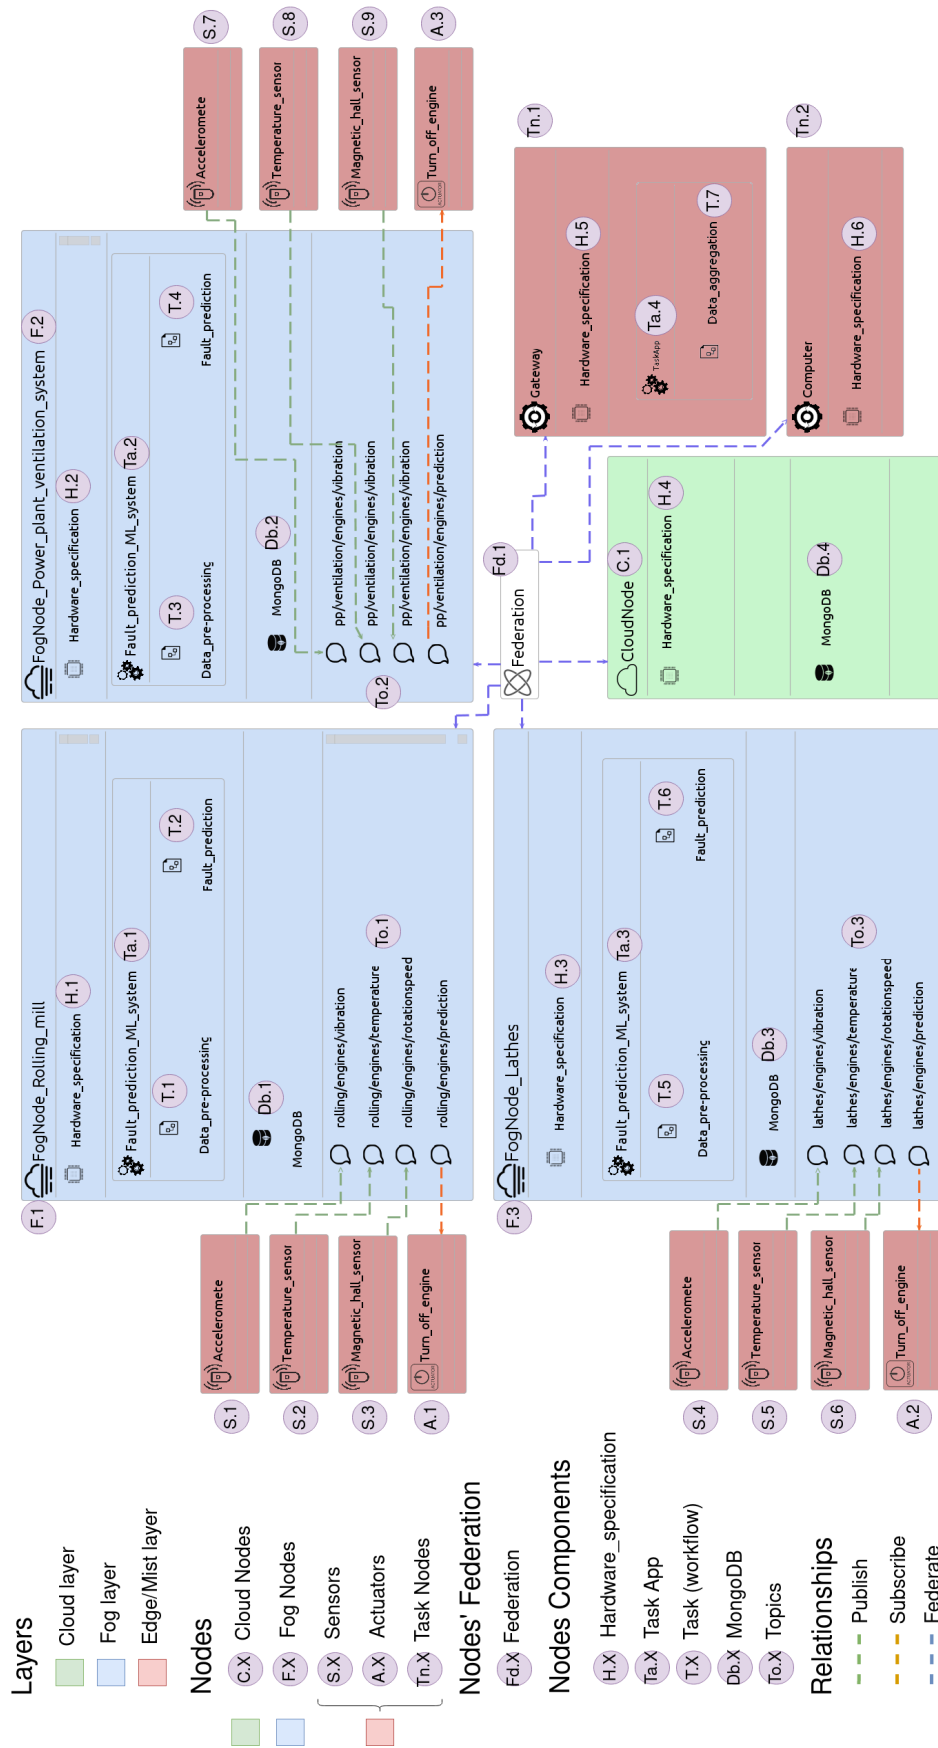 Layers
Cloud layer
Fog layer
Edge/Mist layer
Nodes
C.X Cloud Nodes
F.X Fog Nodes
S.X Sensors
A.X Actuators
Tn.X Task Nodes
Nodes' Federation
Fd.X Federation
Nodes Components
H.X Hardware_specification
Ta.X Task App
T.X Task (workflow)
Db.X MongoDB
To.X Topics
Relationships
Publish
Subscribe
Federate
S.1
Acceleromete
S.2
Temperature_sensor
S.3
Magnetic_hall_sensor
A.1
ACTUATOR
Turn_off_engine
F.1
FogNode_Rolling_mill
Hardware_specification H.1
Fault_prediction_ML_system Ta.1
T.1
Data_pre-processing
T.2
Fault_prediction
Db.1
MongoDB
rolling/engines/vibration
rolling/engines/temperature
To.1
rolling/engines/rotationspeed
rolling/engines/prediction
FogNode_Power_plant_ventilation_system F.2
Hardware_specification H.2
Fault_prediction_ML_system Ta.2
T.3
Data_pre-processing
T.4
Fault_prediction
MongoDB Db.2
pp/ventilation/engines/vibration
pp/ventilation/engines/vibration
To.2
pp/ventilation/engines/vibration
pp/ventilation/engines/prediction
Acceleromete
S.7
Temperature_sensor
S.8
Magnetic_hall_sensor
S.9
ACTUATOR
Turn_off_engine
A.3
S.4
Acceleromete
S.5
Temperature_sensor
S.6
Magnetic_hall_sensor
A.2
ACTUATOR
Turn_off_engine
F.3
FogNode_Lathes
Hardware_specification H.3
Fault_prediction_ML_system Ta.3
T.5
Data_pre-processing
T.6
Fault_prediction
MongoDB Db.3
lathes/engines/vibration
lathes/engines/temperature
To.3
lathes/engines/rotationspeed
lathes/engines/prediction
Fd.1
Federation
CloudNode C.1
Hardware_specification H.4
MongoDB Db.4
Tn.1
Gateway
Hardware_specification H.5
TaskApp Ta.4
Data_aggregation T.7
Tn.2
Computer
Hardware_specification H.6